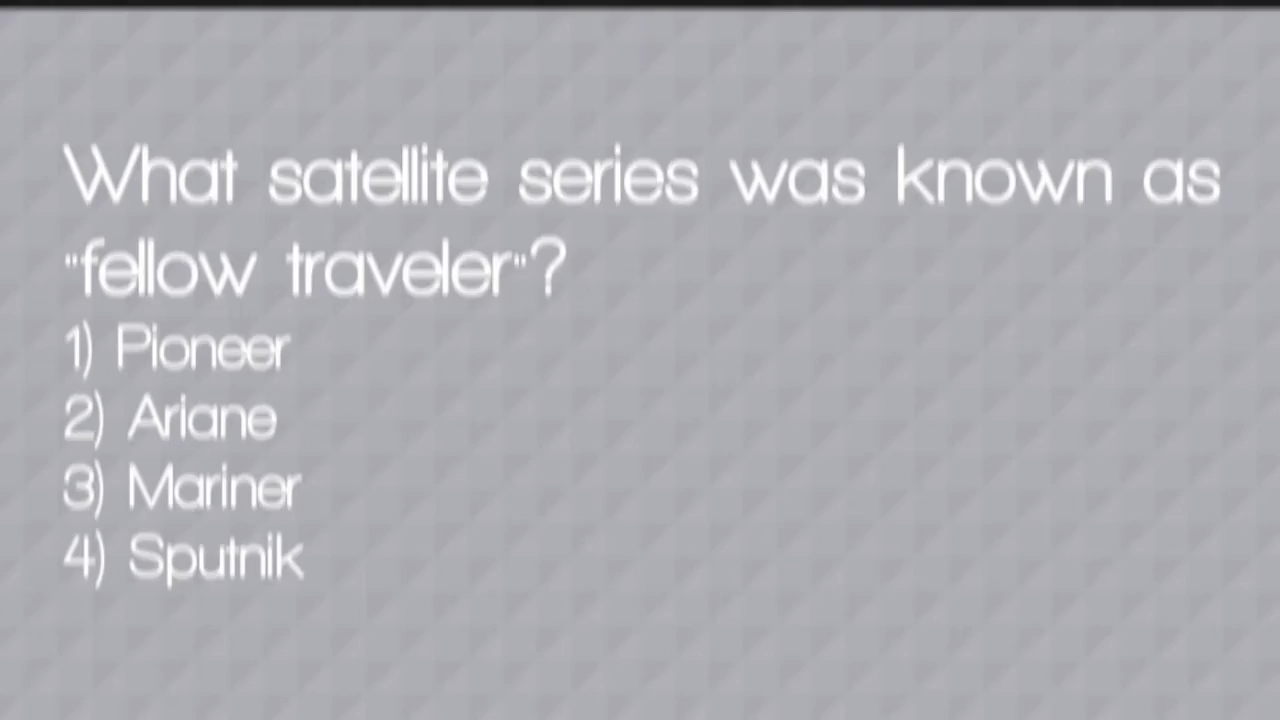 What satellite series was known as
"fellow traveler"?
1) Pioneer
2) Ariane
3) Mariner
4) Sputnik